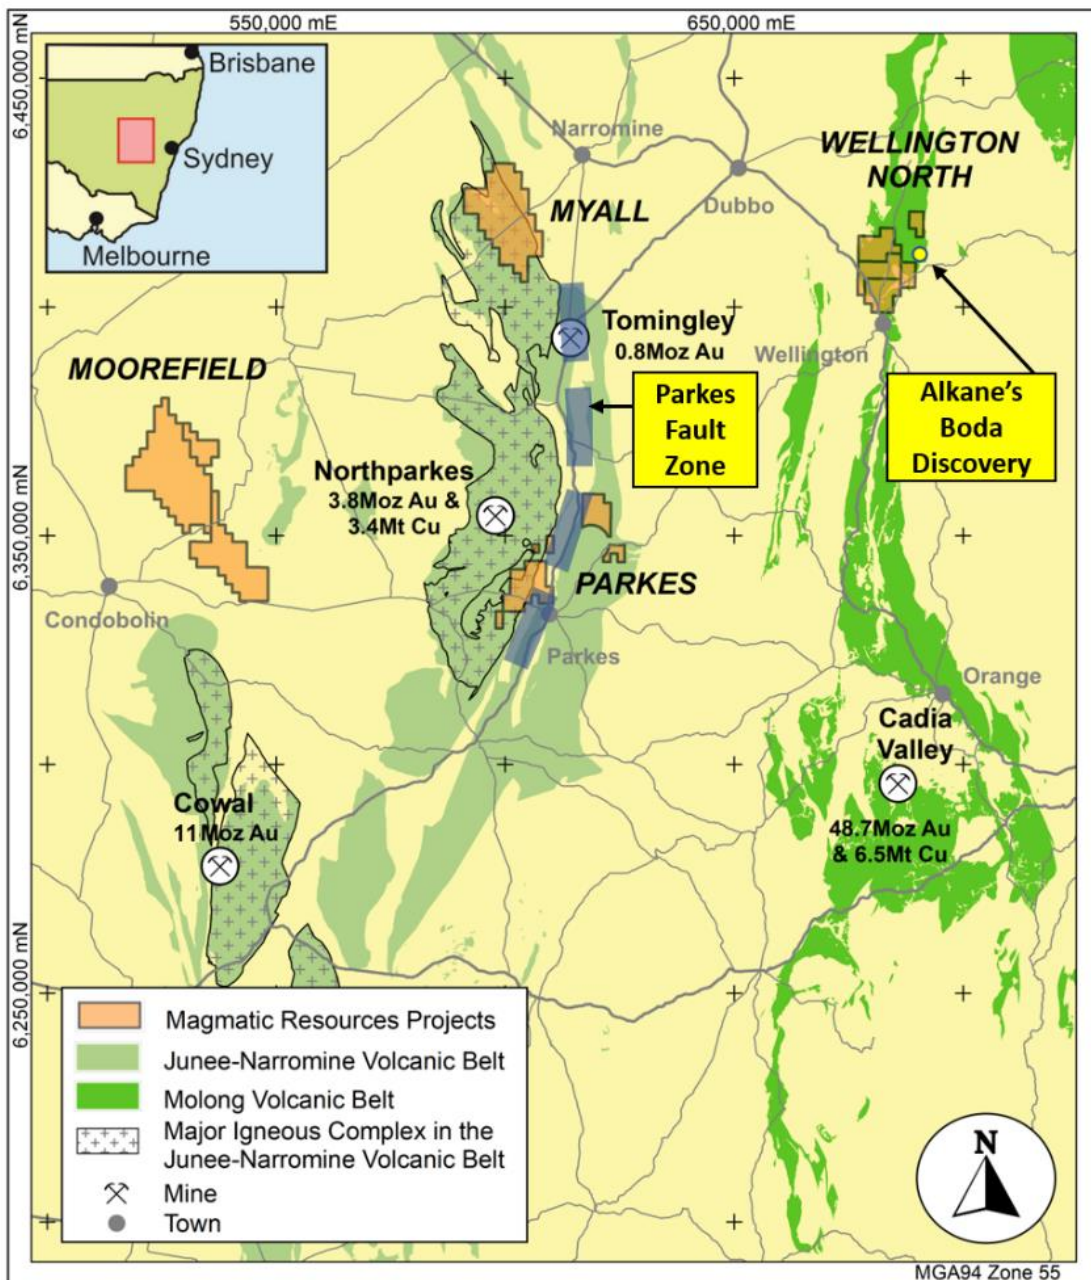 550,000 mE
650,000 mE
6,450,000 mN
6,350,000 mN
6,250,000 mN
Brisbane
Sydney
Melbourne
Narromine
Dubbo
WELLINGTON
NORTH
MYALL
Tomingley
0.8Moz Au
Wellington
MOOREFIELD
Parkes
Fault
Zone
Alkane's
Boda
Discovery
Northparkes
3.8Moz Au &
3.4Mt Cu
PARKES
Condobolin
Parkes
Orange
Cadia
Valley
48.7Moz Au
& 6.5Mt Cu
Cowal
11Moz Au
Magmatic Resources Projects
Junee-Narromine Volcanic Belt
Molong Volcanic Belt
Major Igneous Complex in the
Junee-Narromine Volcanic Belt
Mine
Town
N
MGA94 Zone 55